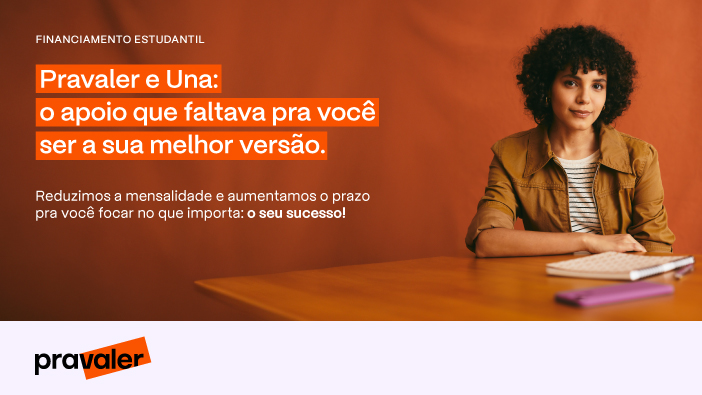 FINANCIAMENTO ESTUDANTIL
Pravaler e Una:
o apoio que faltava pra você
ser a sua melhor versão.
Reduzimos a mensalidade e aumentamos o prazo
pra você focar no que importa: o seu sucesso!
pravaler